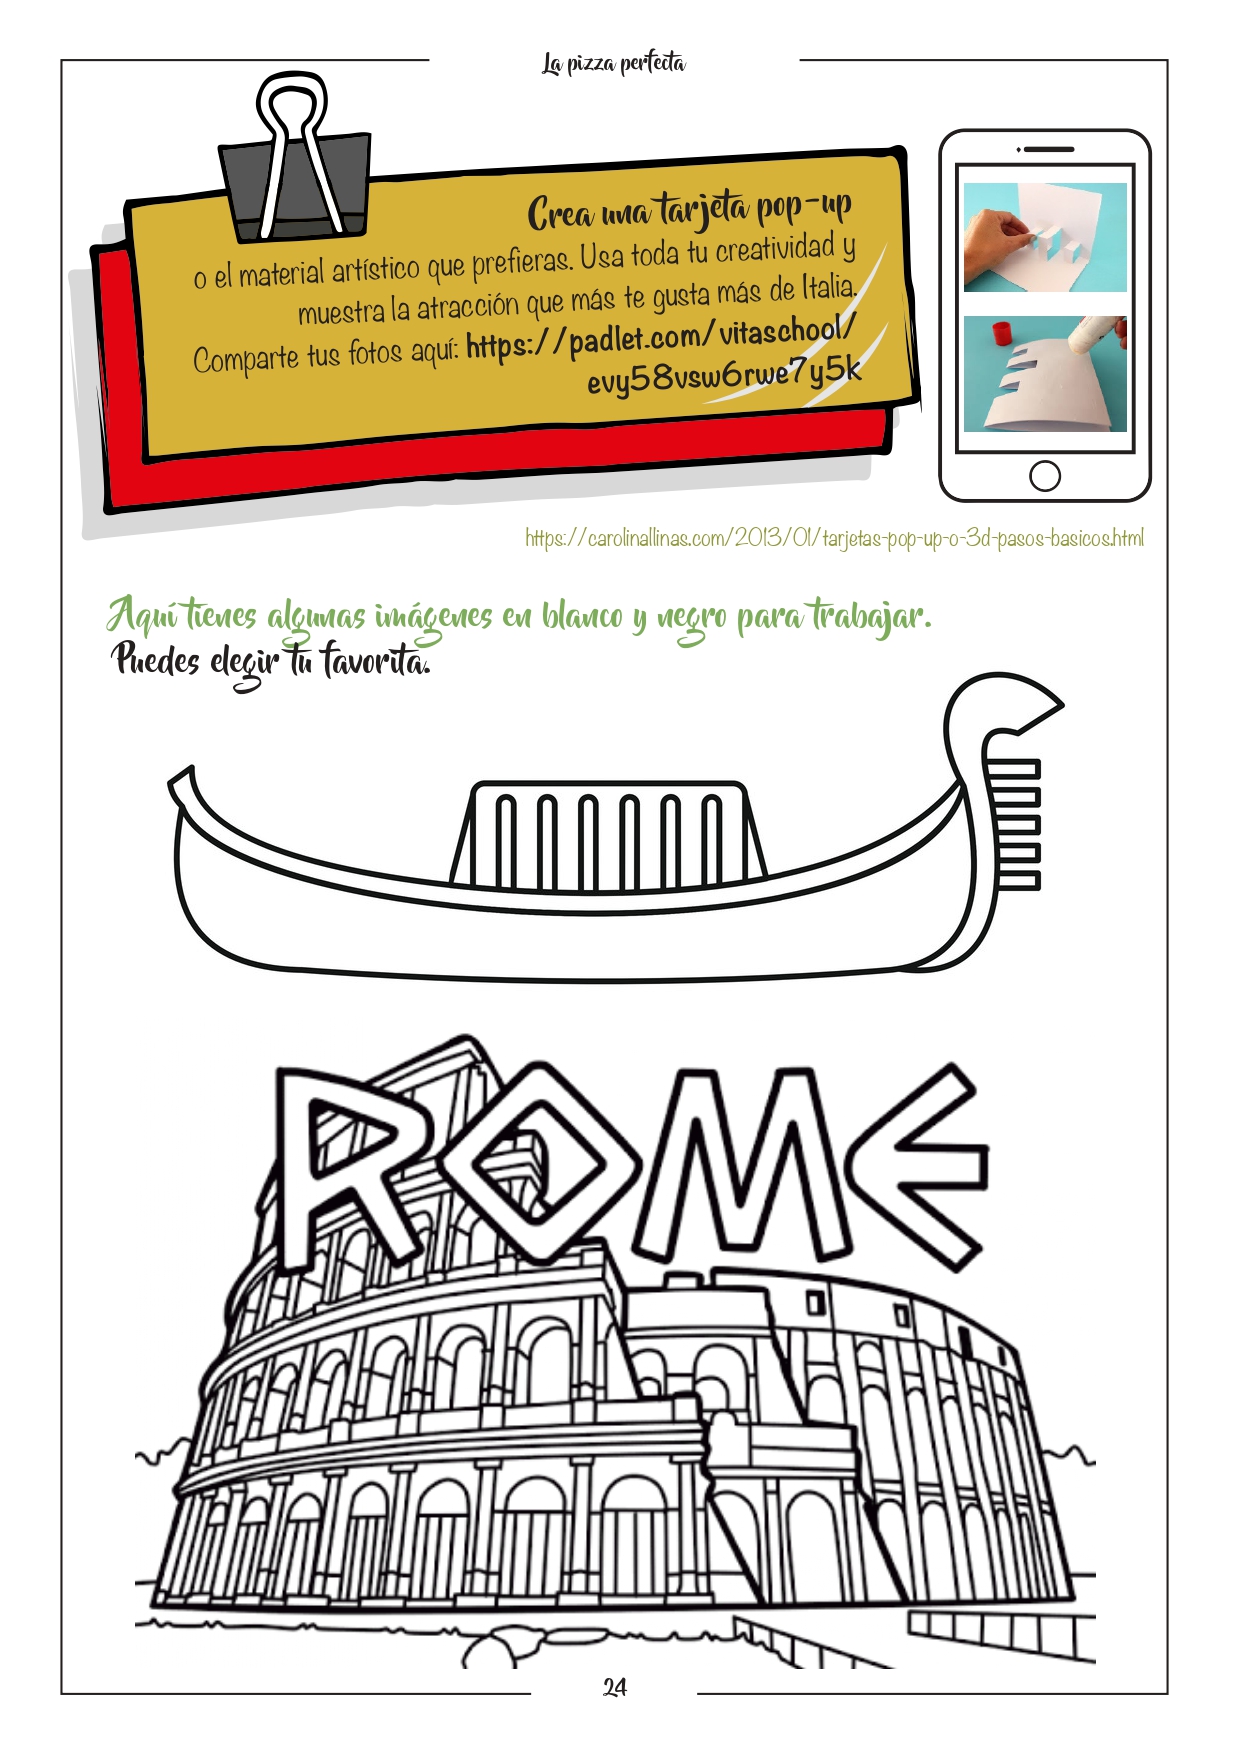 La pizza perfecta
Crea una tarjeta pop-up
o el material artístico que prefieras. Usa toda tu creatividad y
muestra la atracción que más te gusta más de Italia.
Comparte tus fotos aquí: https://padlet.com/vitaschool/
evy58vsw6rwe7y5k
https://carolinallinas.com/2013/01/tarjetas-pop-up-o-3d-pasos-basicos.html
Aquí tienes algunas imágenes en blanco y negro para trabajar.
Puedes elegir tu favorita.
ROME
24